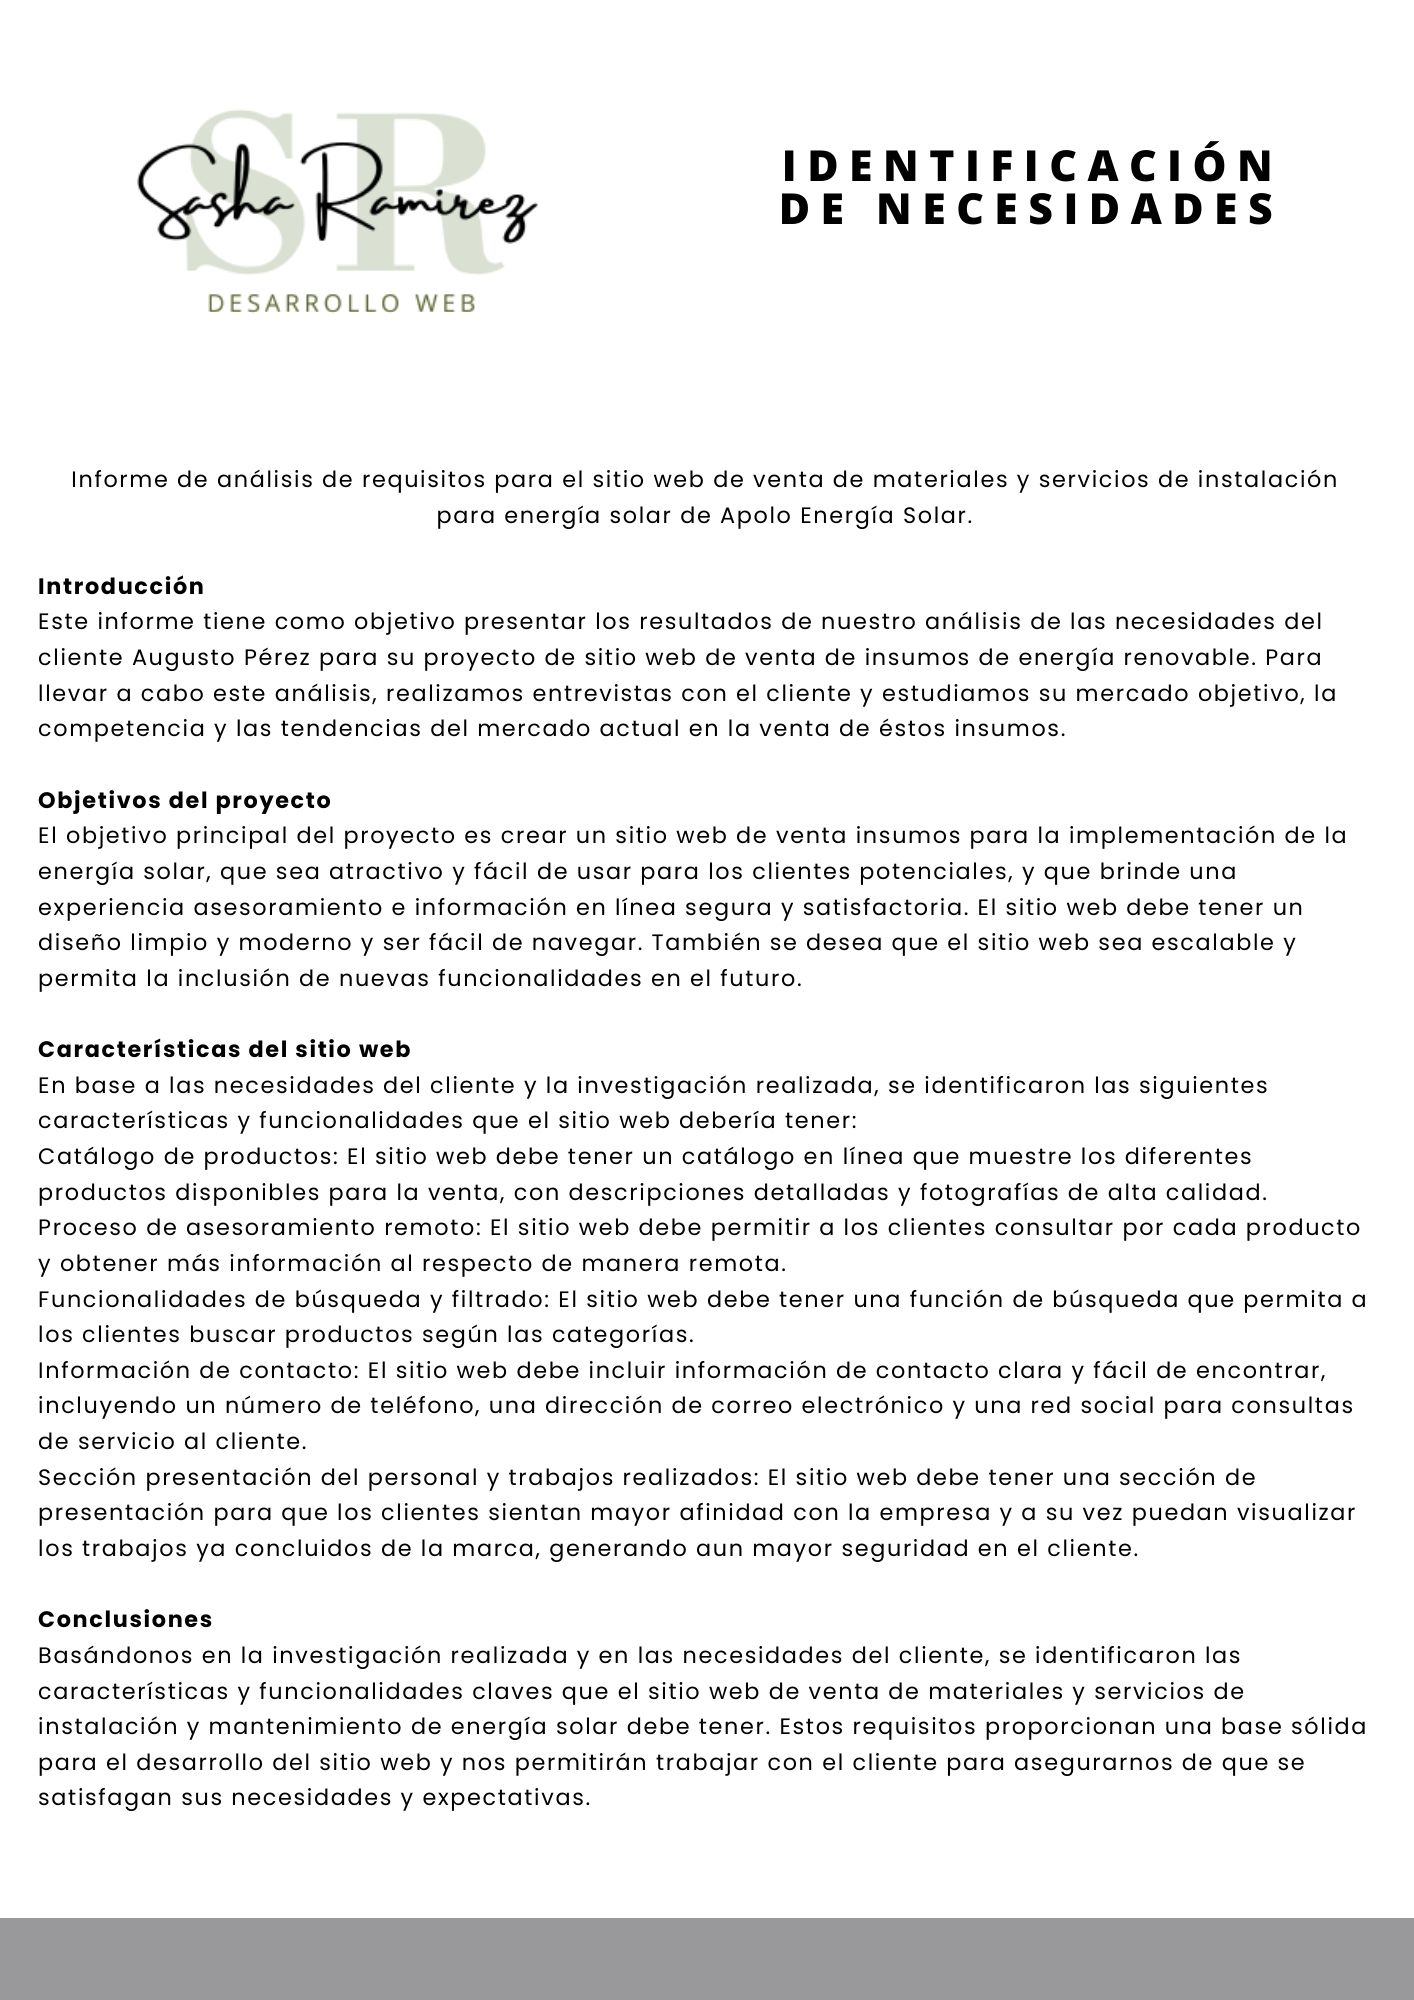 SR
Sasha Ramirez
DESARROLLO WEB
IDENTIFICACIÓN
DE NECESIDADES
Informe de análisis de requisitos para el sitio web de venta de materiales y servicios de instalación
para energía solar de Apolo Energía Solar.
Introducción
Este informe tiene como objetivo presentar los resultados de nuestro análisis de las necesidades del
cliente Augusto Pérez para su proyecto de sitio web de venta de insumos de energía renovable. Para
llevar a cabo este análisis, realizamos entrevistas con el cliente y estudiamos su mercado objetivo, la
competencia y las tendencias del mercado actual en la venta de éstos insumos.
Objetivos del proyecto
El objetivo principal del proyecto es crear un sitio web de venta insumos para la implementación de la
energía solar, que sea atractivo y fácil de usar para los clientes potenciales, y que brinde una
experiencia asesoramiento e información en línea segura y satisfactoria. El sitio web debe tener un
diseño limpio y moderno y ser fácil de navegar. También se desea que el sitio web sea escalable y
permita la inclusión de nuevas funcionalidades en el futuro.
Características del sitio web
En base a las necesidades del cliente y la investigación realizada, se identificaron las siguientes
características y funcionalidades que el sitio web debería tener:
Catálogo de productos: El sitio web debe tener un catálogo en línea que muestre los diferentes
productos disponibles para la venta, con descripciones detalladas y fotografías de alta calidad.
Proceso de asesoramiento remoto: El sitio web debe permitir a los clientes consultar por cada producto
y obtener más información al respecto de manera remota.
Funcionalidades de búsqueda y filtrado: El sitio web debe tener una función de búsqueda que permita a
los clientes buscar productos según las categorías.
Información de contacto: El sitio web debe incluir información de contacto clara y fácil de encontrar,
incluyendo un número de teléfono, una dirección de correo electrónico y una red social para consultas
de servicio al cliente.
Sección presentación del personal y trabajos realizados: El sitio web debe tener una sección de
presentación para que los clientes sientan mayor afinidad con la empresa y a su vez puedan visualizar
los trabajos ya concluidos de la marca, generando aun mayor seguridad en el cliente.
Conclusiones
Basándonos en la investigación realizada y en las necesidades del cliente, se identificaron las
características y funcionalidades claves que el sitio web de venta de materiales y servicios de
instalación y mantenimiento de energía solar debe tener. Estos requisitos proporcionan una base sólida
para el desarrollo del sitio web y nos permitirán trabajar con el cliente para asegurarnos de que se
satisfagan sus necesidades y expectativas.